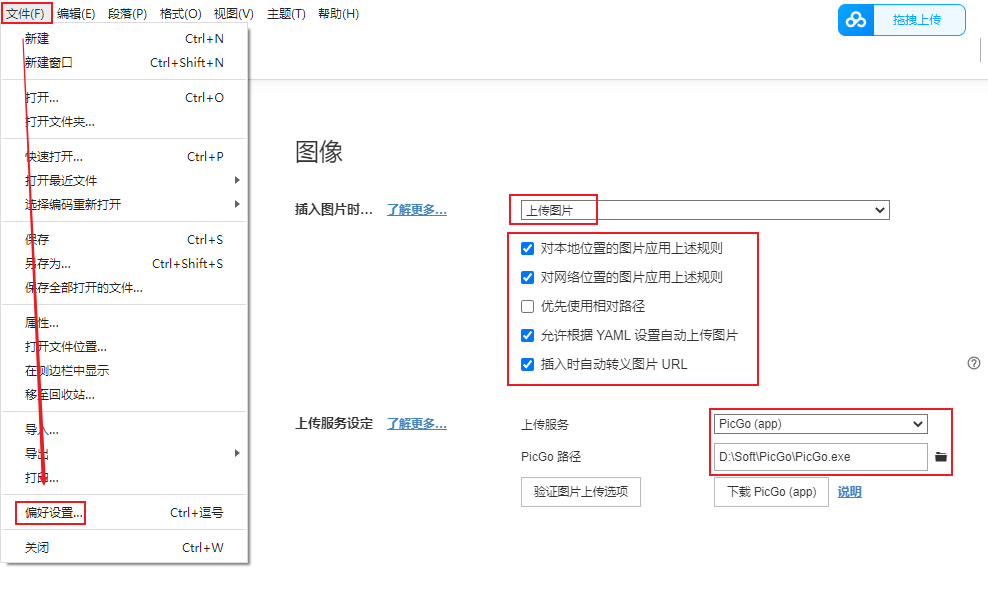 文件(F) 编辑(E) 段落(P) 格式(O) 视图(V) 主题(T) 帮助(H)
拖拽上传
新建 Ctrl+N
新建窗口 Ctrl+Shift+N
打开... Ctrl+O
打开文件夹...
快速打开... Ctrl+P
打开最近文件
选择编码重新打开
保存 Ctrl+S
另存为... Ctrl+Shift+S
保存全部打开的文件...
属性...
打开文件位置...
在侧边栏中显示
移至回收站...
导入...
导出
打印...
偏好设置... Ctrl+逗号
关闭 Ctrl+W
图像
插入图片时... 了解更多... 上传图片
对本地位置的图片应用上述规则
对网络位置的图片应用上述规则
优先使用相对路径
允许根据 YAML 设置自动上传图片
插入时自动转义图片 URL
上传服务设定 了解更多... 上传服务 PicGo (app)
PicGo 路径 D:\Soft\PicGo\PicGo.exe
验证图片上传选项 下载 PicGo (app) 说明